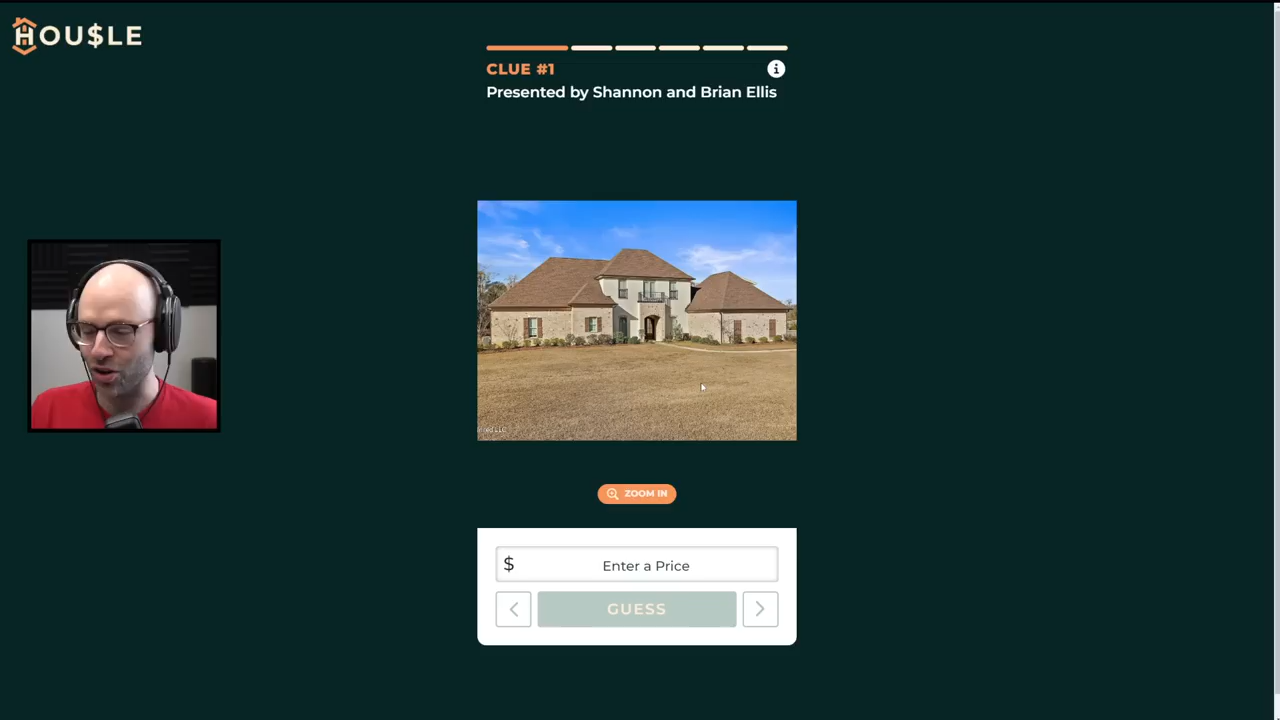 HOU$LE
CLUE #1
Presented by Shannon and Brian Ellis
ZOOM IN
$ Enter a Price
GUESS